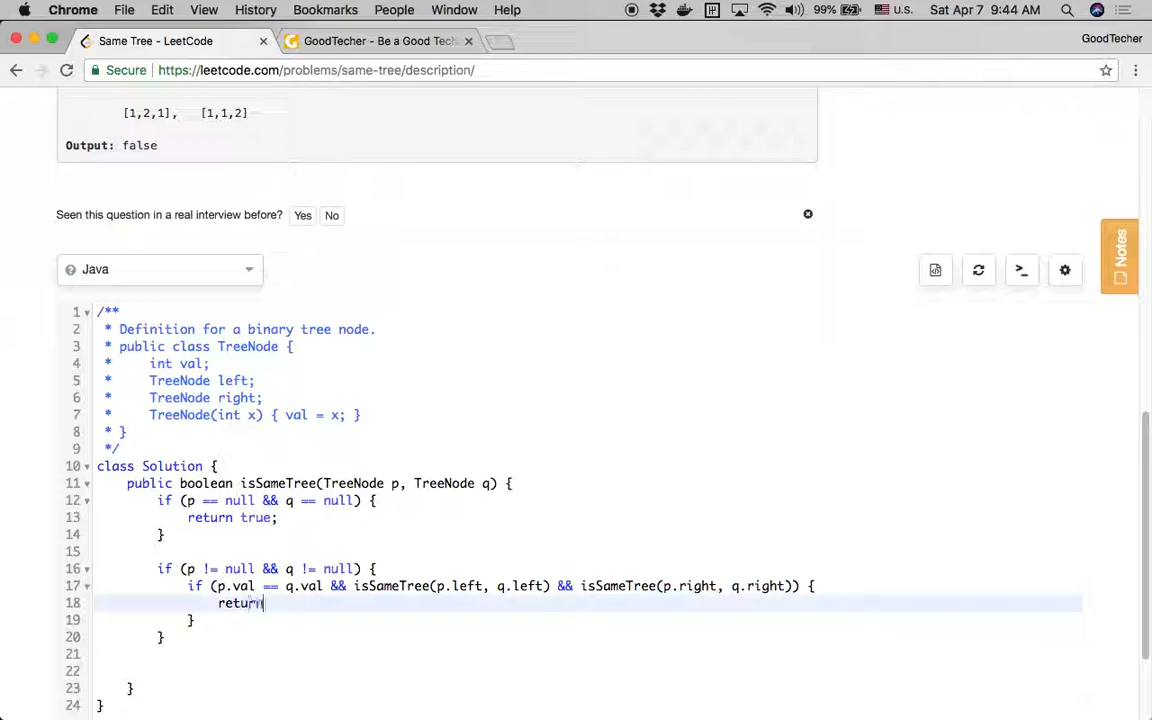 Chrome File Edit View History Bookmarks People Window Help 99% U.S. Sat Apr 7 9:44 AM
Same Tree - LeetCode GoodTecher - Be a Good Tech GoodTecher
Secure https://leetcode.com/problems/same-tree/description/
[1,2,1], [1,1,2]
Output: false
Seen this question in a real interview before? Yes No
Notes
Java
1 /**
2 * Definition for a binary tree node.
3 * public class TreeNode {
4 * int val;
5 * TreeNode left;
6 * TreeNode right;
7 * TreeNode(int x) { val = x; }
8 * }
9 */
10 class Solution {
11 public boolean isSameTree(TreeNode p, TreeNode q) {
12 if (p == null && q == null) {
13 return true;
14 }
15
16 if (p != null && q != null) {
17 if (p.val == q.val && isSameTree(p.left, q.left) && isSameTree(p.right, q.right)) {
18 return
19 }
20 }
21
22
23 }
24 }